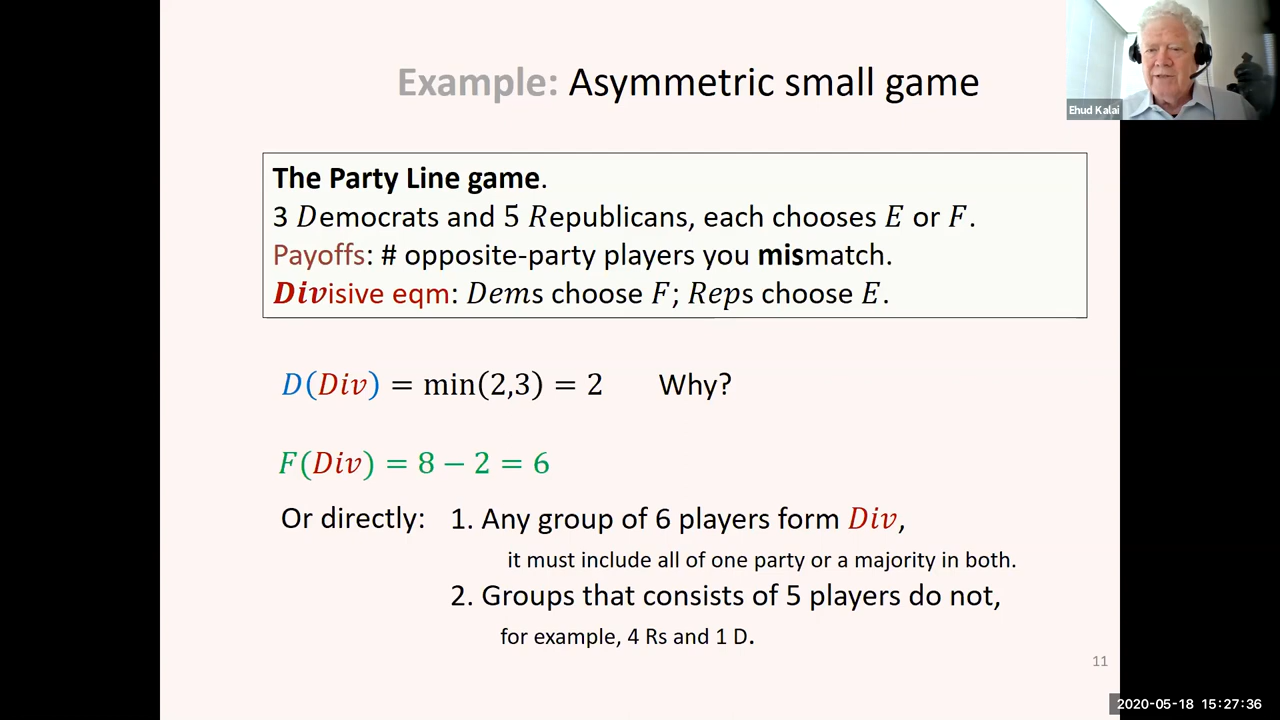 Example: Asymmetric small game
Ehud Kalai
The Party Line game.
3 Democrats and 5 Republicans, each chooses E or F.
Payoffs: # opposite-party players you mismatch.
Divisive eqm: Dems choose F; Reps choose E.
D(Div) = min(2,3) = 2 Why?
F(Div) = 8 − 2 = 6
Or directly: 1. Any group of 6 players form Div,
it must include all of one party or a majority in both.
2. Groups that consists of 5 players do not,
for example, 4 Rs and 1 D.
11
2020-05-18 15:27:36